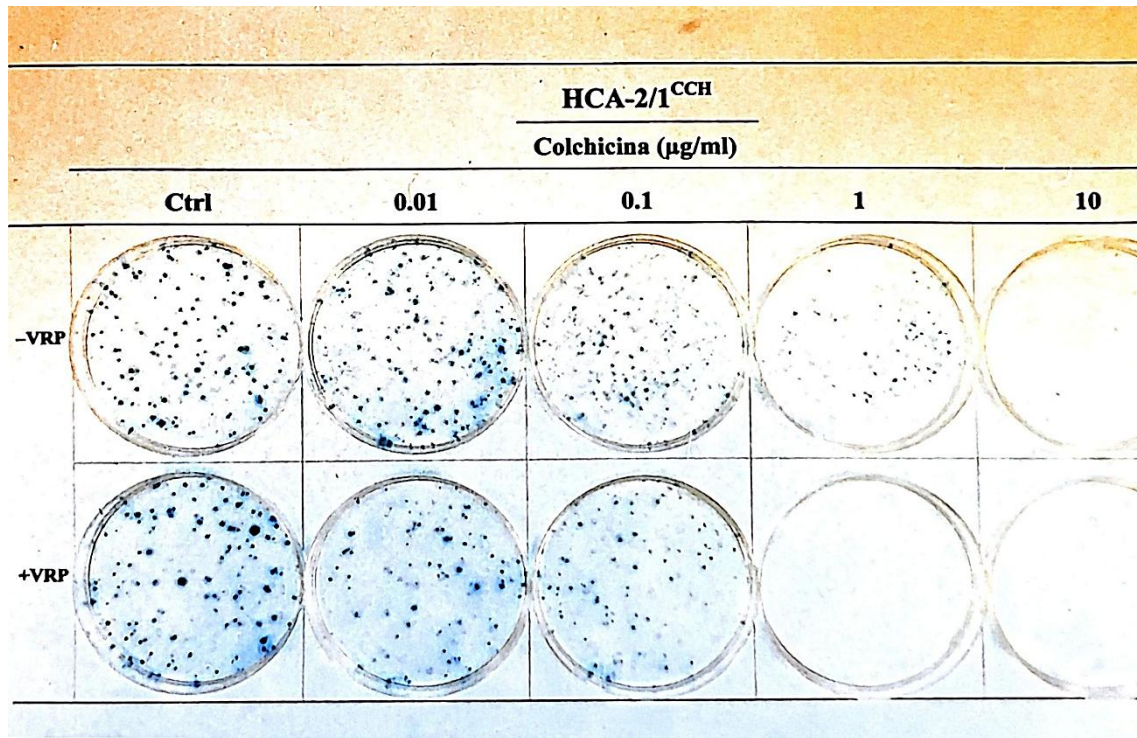 HCA-2/1^CCH
Colchicina (µg/ml)
Ctrl 0.01 0.1 1 10
–VRP
+VRP